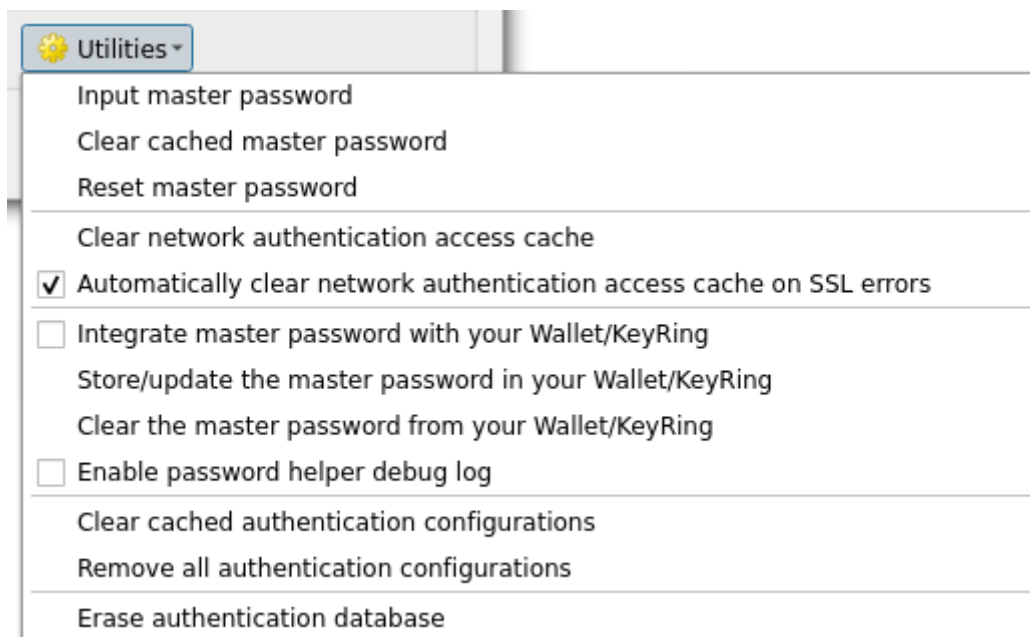 Utilities
Input master password
Clear cached master password
Reset master password
Clear network authentication access cache
Automatically clear network authentication access cache on SSL errors
Integrate master password with your Wallet/KeyRing
Store/update the master password in your Wallet/KeyRing
Clear the master password from your Wallet/KeyRing
Enable password helper debug log
Clear cached authentication configurations
Remove all authentication configurations
Erase authentication database